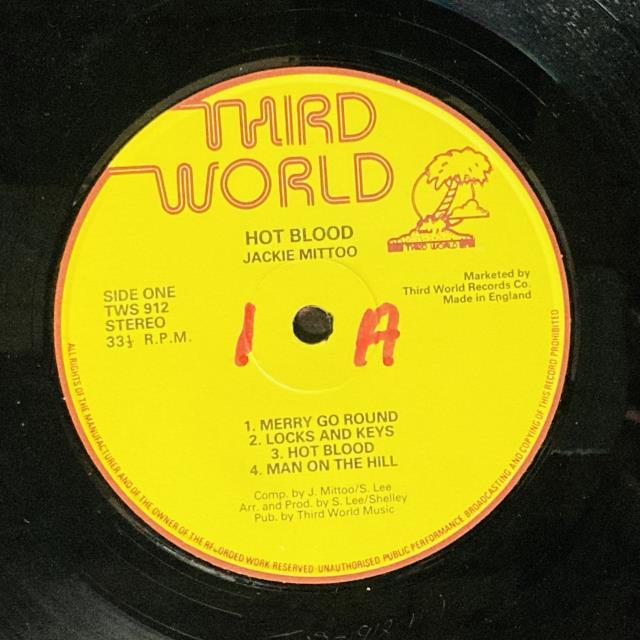 THIRD
WORLD
THIRD WORLD
HOT BLOOD
JACKIE MITTOO
SIDE ONE
TWS 912
STEREO
33⅓ R.P.M.
Marketed by
Third World Records Co.
Made in England
1 A
1. MERRY GO ROUND
2. LOCKS AND KEYS
3. HOT BLOOD
4. MAN ON THE HILL
Comp. by J. Mittoo/S. Lee
Arr. and Prod. by S. Lee/Shelley
Pub. by Third World Music
ALL RIGHTS OF THE MANUFACTURER AND OF THE OWNER OF THE RECORDED WORK RESERVED · UNAUTHORISED PUBLIC PERFORMANCE BROADCASTING AND COPYING OF THIS RECORD PROHIBITED